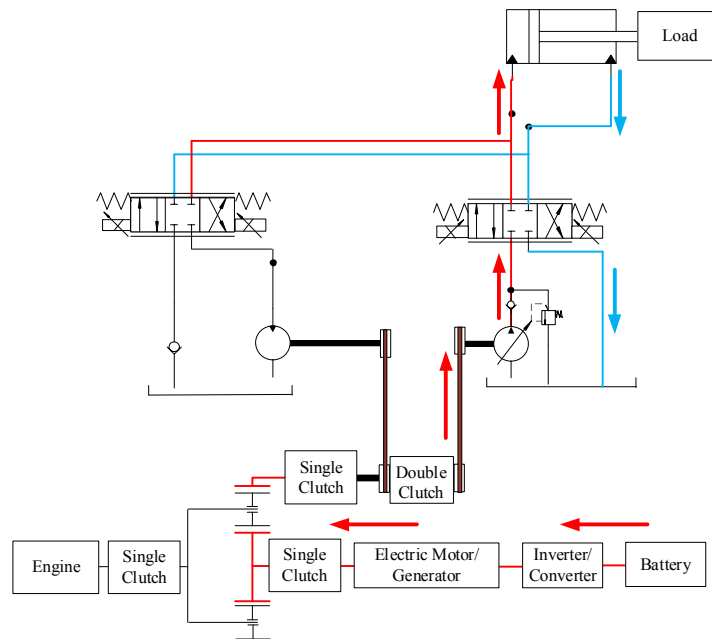 Load
Single
Clutch
Double
Clutch
Engine
Single
Clutch
Single
Clutch
Electric Motor/
Generator
Inverter/
Converter
Battery